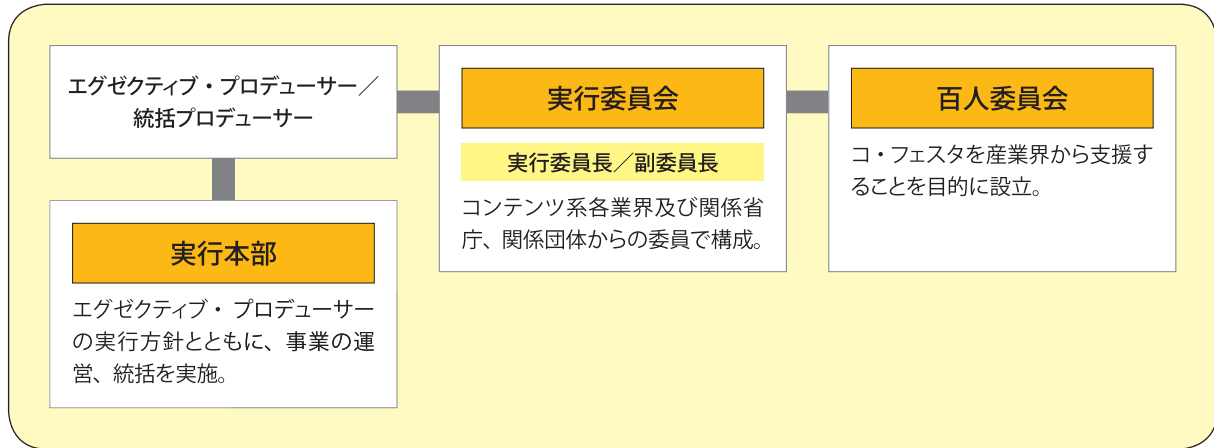 エグゼクティブ・プロデューサー／
統括プロデューサー
実行本部
エグゼクティブ・ プロデューサー
の実行方針とともに、事業の運
営、統括を実施。
実行委員会
実行委員長／副委員長
コンテンツ系各業界及び関係省
庁、関係団体からの委員で構成。
百人委員会
コ・フェスタを産業界から支援す
ることを目的に設立。